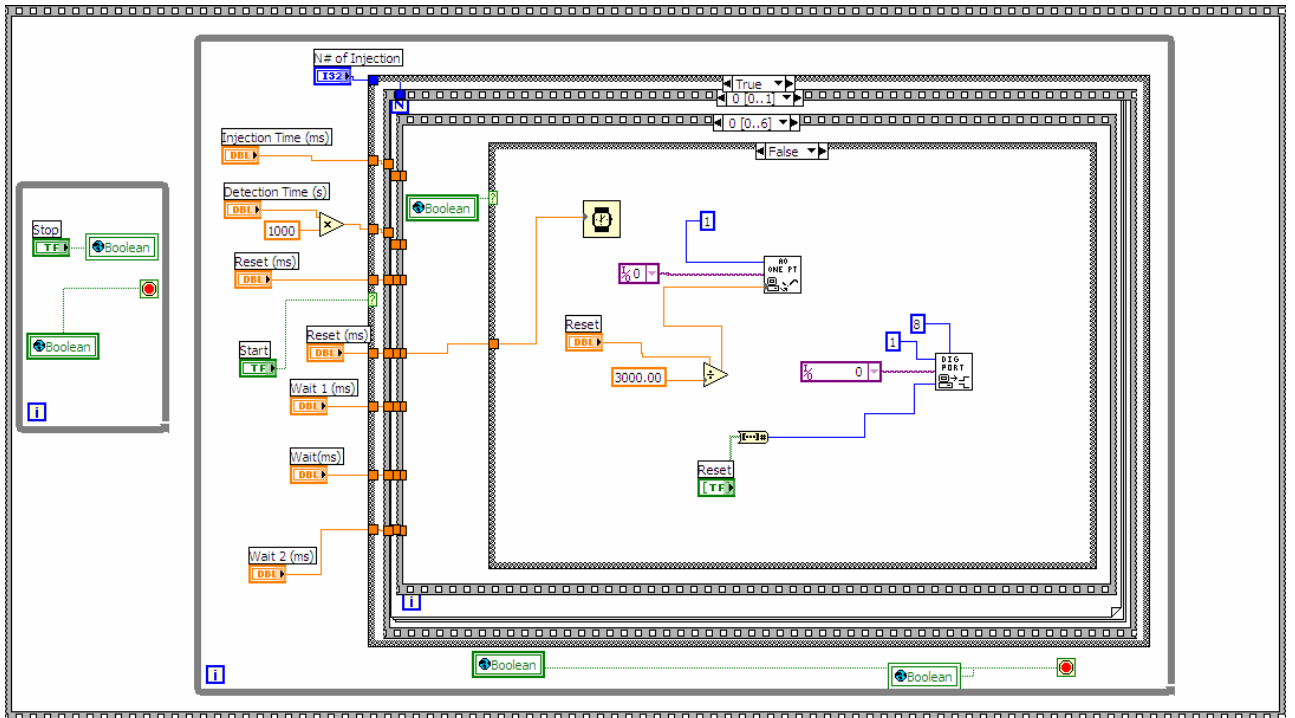 N# of Injection
I32
True
0 [0..1]
N
0 [0..6]
Injection Time (ms)
DBL
False
Detection Time (s)
DBL
1000
Boolean
?
1
Stop
TF
Boolean
Reset (ms)
DBL
AO
ONE PT
I/O 0
?
Reset
DBL
8
Boolean
Start
TF
Reset (ms)
DBL
1
DIG
PORT
3000.00
I/O 0
Wait 1 (ms)
DBL
i
[...]#
Wait(ms)
DBL
Reset
[TF
Wait 2 (ms)
DBL
i
Boolean
i
Boolean